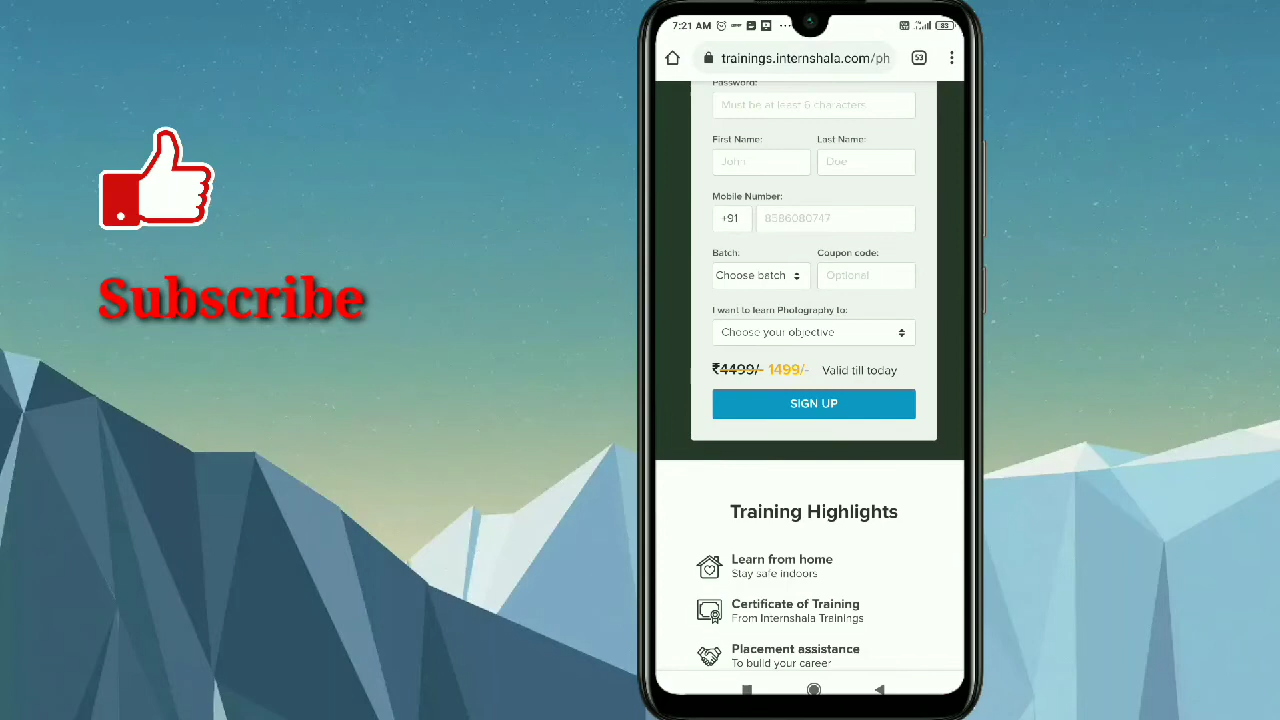 Subscribe
7:21 AM
83
trainings.internshala.com/ph
53
Password:
Must be at least 6 characters
First Name: Last Name:
John Doe
Mobile Number:
+91 8586080747
Batch: Coupon code:
Choose batch Optional
I want to learn Photography to:
Choose your objective
₹4499/- 1499/- Valid till today
SIGN UP
Training Highlights
Learn from home
Stay safe indoors
Certificate of Training
From Internshala Trainings
Placement assistance
To build your career